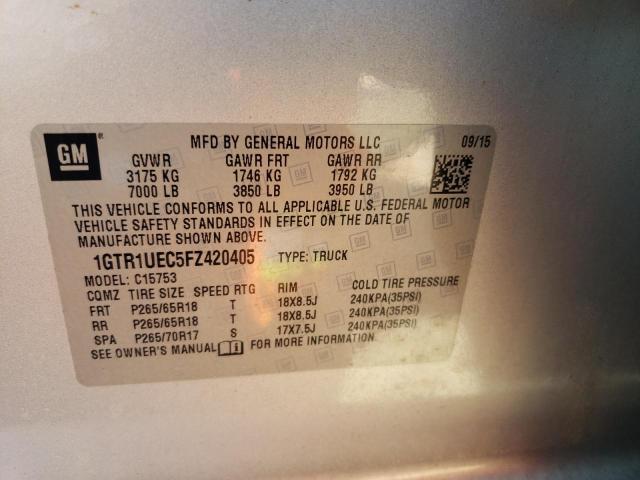 GM
MFD BY GENERAL MOTORS LLC 09/15
GVWR GAWR FRT GAWR RR
3175 KG 1746 KG 1792 KG
7000 LB 3850 LB 3950 LB
THIS VEHICLE CONFORMS TO ALL APPLICABLE U.S. FEDERAL MOTOR
VEHICLE SAFETY STANDARDS IN EFFECT ON THE DATE OF
MANUFACTURE SHOWN ABOVE.
1GTR1UEC5FZ420405 TYPE: TRUCK
MODEL: C15753
CQMZ TIRE SIZE SPEED RTG RIM COLD TIRE PRESSURE
FRT P265/65R18 T 18X8.5J 240KPA(35PSI)
RR P265/65R18 T 18X8.5J 240KPA(35PSI)
SPA P265/70R17 S 17X7.5J 240KPA(35PSI)
SEE OWNER'S MANUAL FOR MORE INFORMATION.